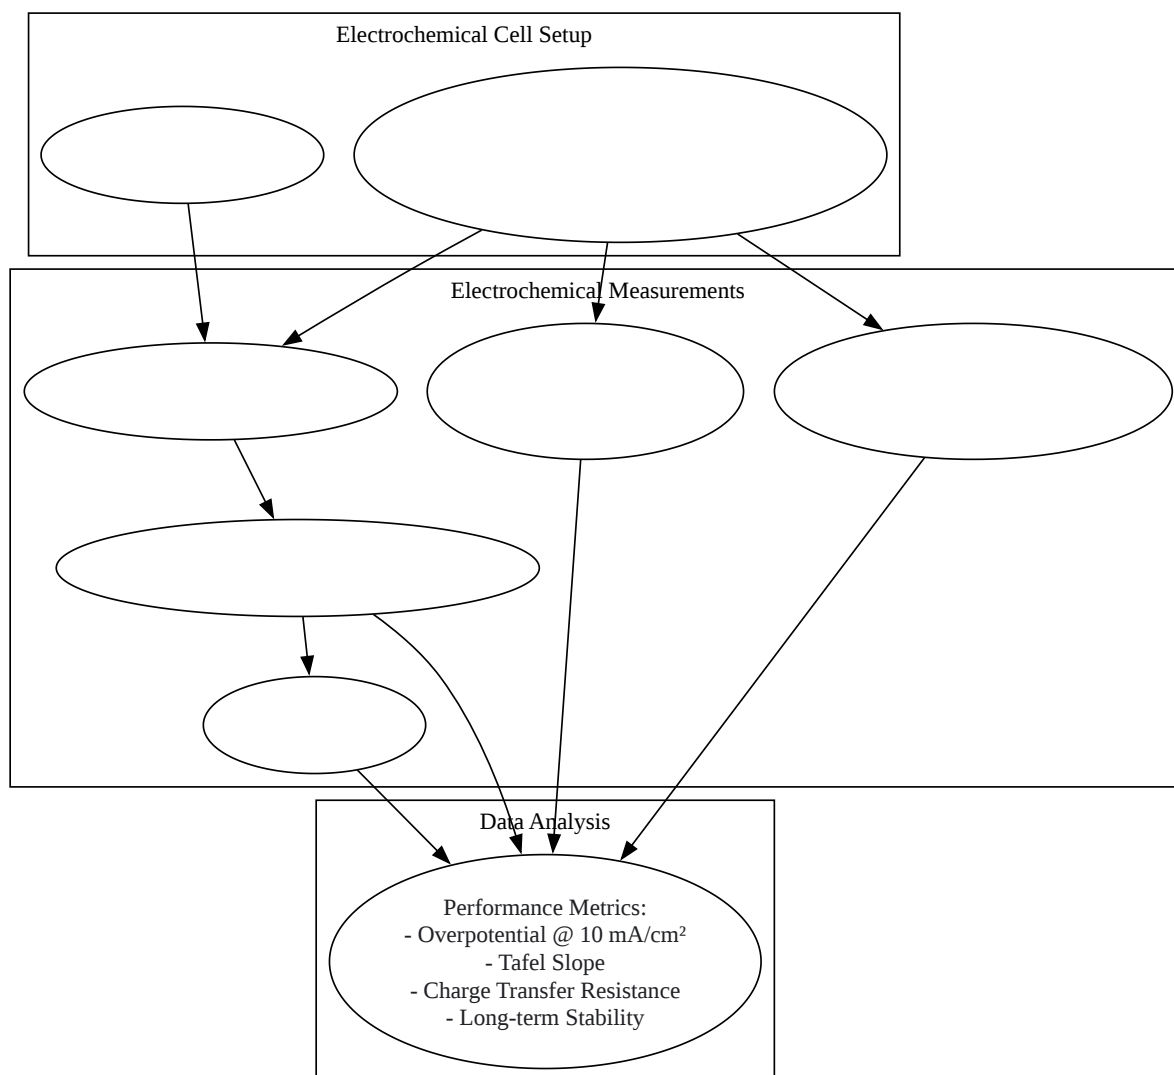 Electrochemical Cell Setup
Electrochemical Measurements
Data Analysis
Performance Metrics:
- Overpotential @ 10 mA/cm²
- Tafel Slope
- Charge Transfer Resistance
- Long-term Stability